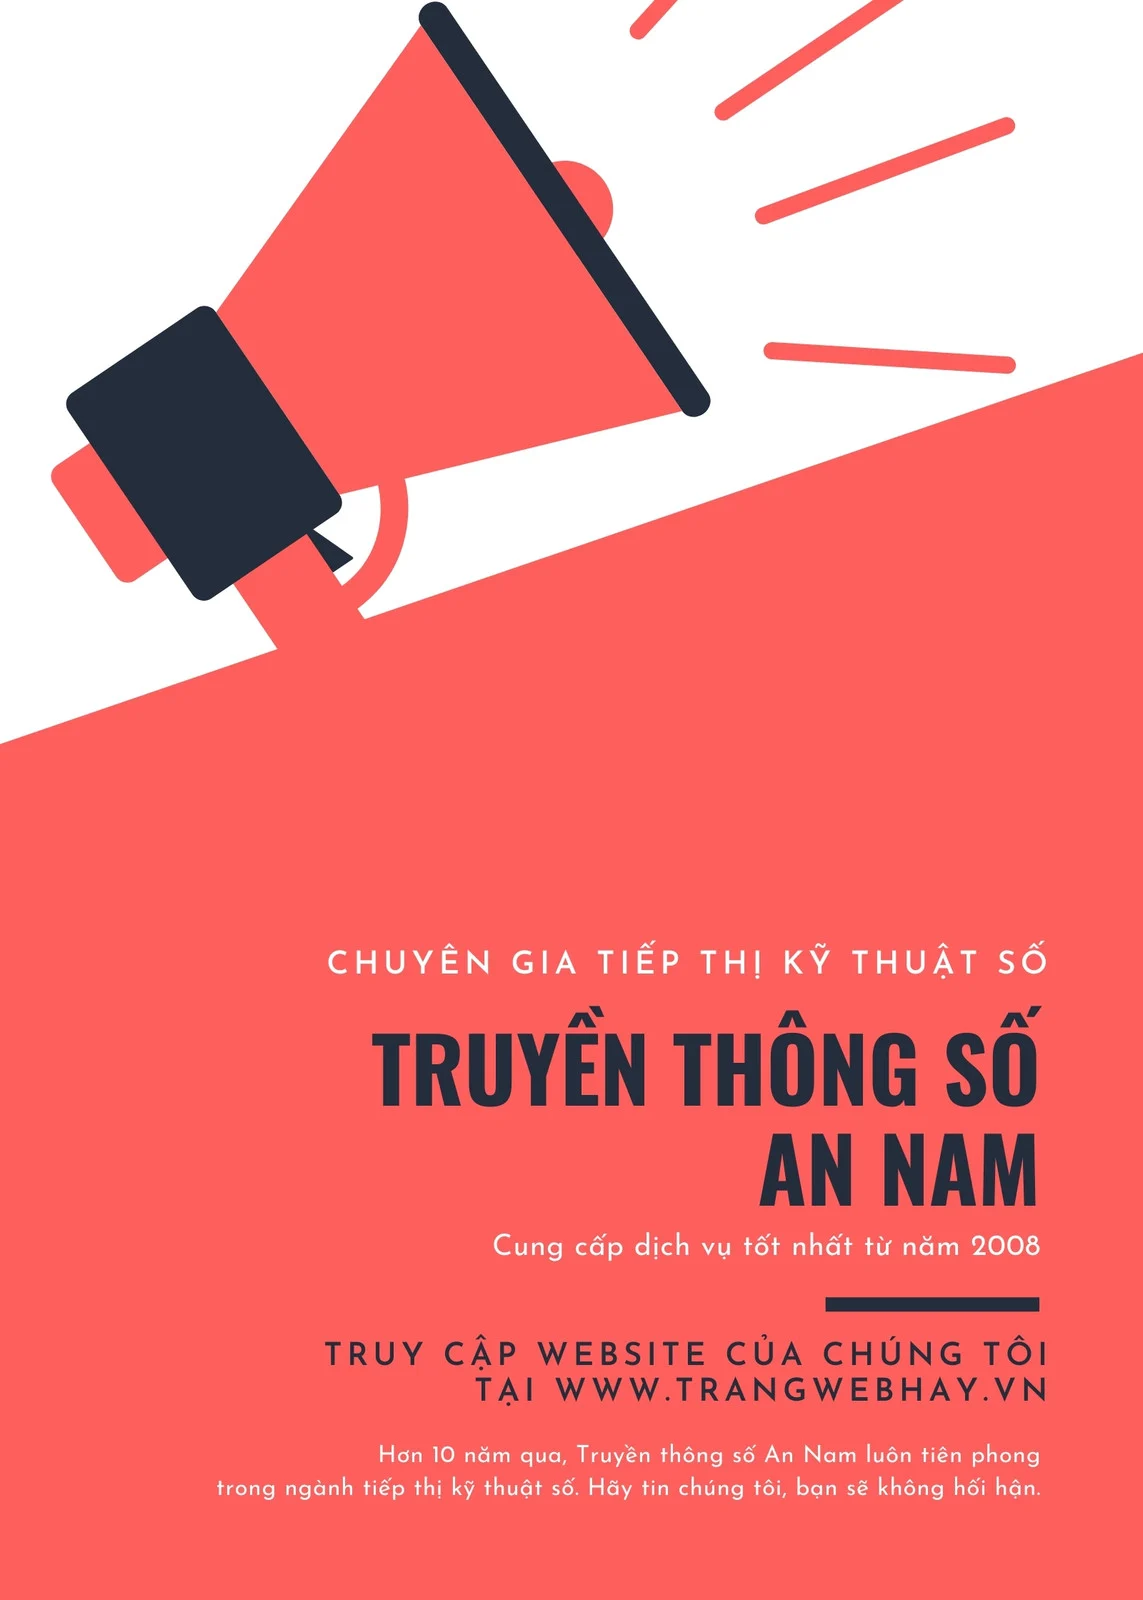 CHUYÊN GIA TIẾP THỊ KỸ THUẬT SỐ
TRUYỀN THÔNG SỐ
AN NAM
Cung cấp dịch vụ tốt nhất từ năm 2008
TRUY CẬP WEBSITE CỦA CHÚNG TÔI
TẠI WWW.TRANGWEBHAY.VN
Hơn 10 năm qua, Truyền thông số An Nam luôn tiên phong
trong ngành tiếp thị kỹ thuật số. Hãy tin chúng tôi, bạn sẽ không hối hận.